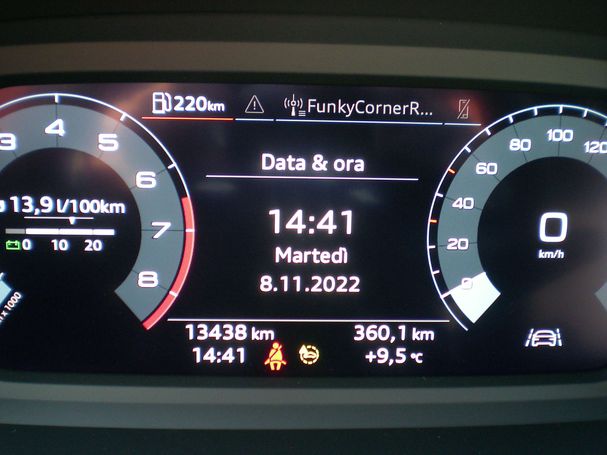 220km FunkyCornerR...
Data & ora
14:41
Martedì
8.11.2022
13438 km 360,1 km
14:41 +9,5 °C
3 4 5 6 7 8
13,9 l/100km
0 10 20
x 1000
0 20 40 60 80 100 120
0
km/h